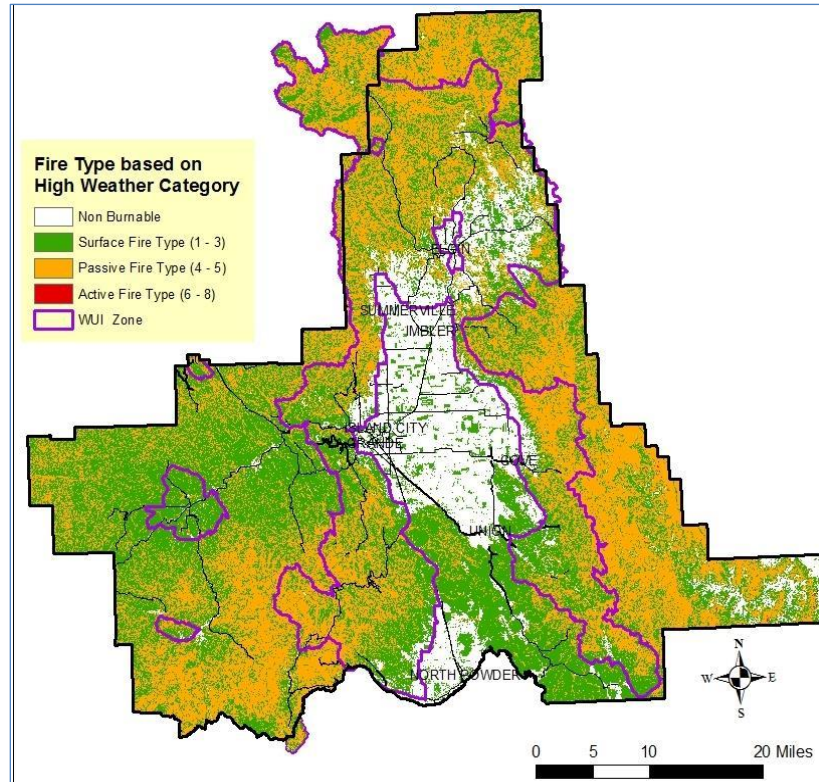 Fire Type based on
High Weather Category
Non Burnable
Surface Fire Type (1 - 3)
Passive Fire Type (4 - 5)
Active Fire Type (6 - 8)
WUI Zone
ELGIN
SUMMERVILLE
IMBLER
ISLAND CITY
GRANDE
COVE
UNION
NORTH POWDER
N
W
E
S
0 5 10 20 Miles